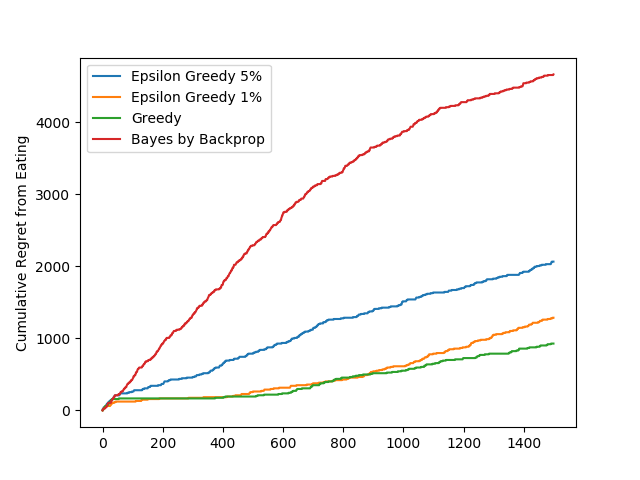 Epsilon Greedy 5%
Epsilon Greedy 1%
Greedy
Bayes by Backprop
Cumulative Regret from Eating
4000
3000
2000
1000
0
0 200 400 600 800 1000 1200 1400